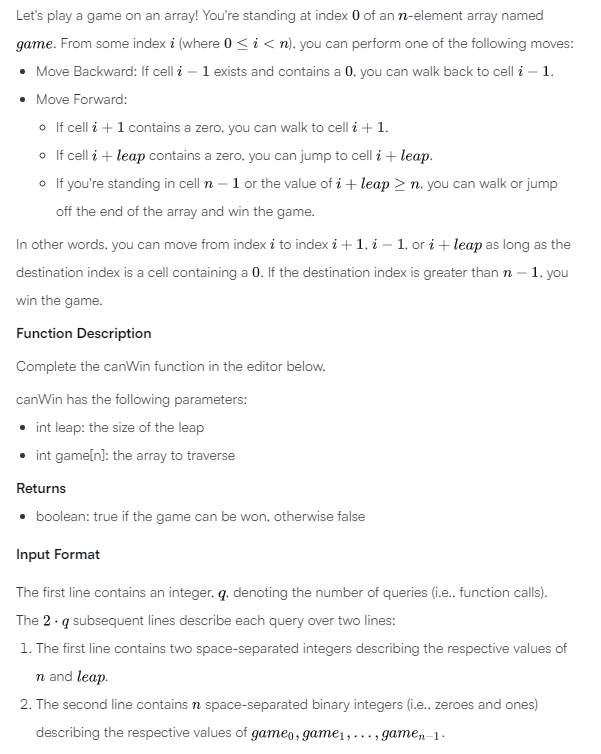 Let's play a game on an array! You're standing at index 0 of an n-element array named
game. From some index i (where 0 ≤ i < n), you can perform one of the following moves:
• Move Backward: If cell i − 1 exists and contains a 0, you can walk back to cell i − 1.
• Move Forward:
◦ If cell i + 1 contains a zero, you can walk to cell i + 1.
◦ If cell i + leap contains a zero, you can jump to cell i + leap.
◦ If you're standing in cell n − 1 or the value of i + leap ≥ n, you can walk or jump
off the end of the array and win the game.
In other words, you can move from index i to index i + 1, i − 1, or i + leap as long as the
destination index is a cell containing a 0. If the destination index is greater than n − 1, you
win the game.
Function Description
Complete the canWin function in the editor below.
canWin has the following parameters:
• int leap: the size of the leap
• int game[n]: the array to traverse
Returns
• boolean: true if the game can be won, otherwise false
Input Format
The first line contains an integer, q, denoting the number of queries (i.e., function calls).
The 2 · q subsequent lines describe each query over two lines:
1. The first line contains two space-separated integers describing the respective values of
n and leap.
2. The second line contains n space-separated binary integers (i.e., zeroes and ones)
describing the respective values of game₀, game₁, . . . , gameₙ₋₁.